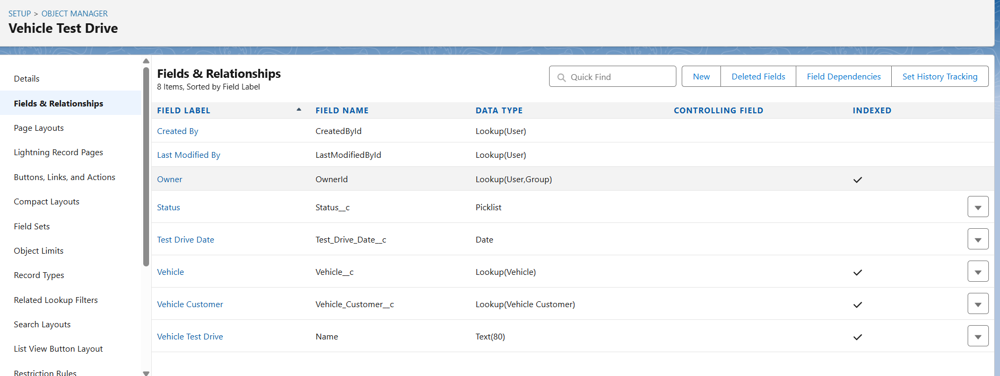 SETUP > OBJECT MANAGER
Vehicle Test Drive
Details
Fields & Relationships
Page Layouts
Lightning Record Pages
Buttons, Links, and Actions
Compact Layouts
Field Sets
Object Limits
Record Types
Related Lookup Filters
Search Layouts
List View Button Layout
Restriction Rules
Fields & Relationships
8 Items, Sorted by Field Label
Quick Find
New
Deleted Fields
Field Dependencies
Set History Tracking
FIELD LABEL FIELD NAME DATA TYPE CONTROLLING FIELD INDEXED
Created By CreatedById Lookup(User)
Last Modified By LastModifiedById Lookup(User)
Owner OwnerId Lookup(User,Group)
Status Status__c Picklist
Test Drive Date Test_Drive_Date__c Date
Vehicle Vehicle__c Lookup(Vehicle)
Vehicle Customer Vehicle_Customer__c Lookup(Vehicle Customer)
Vehicle Test Drive Name Text(80)